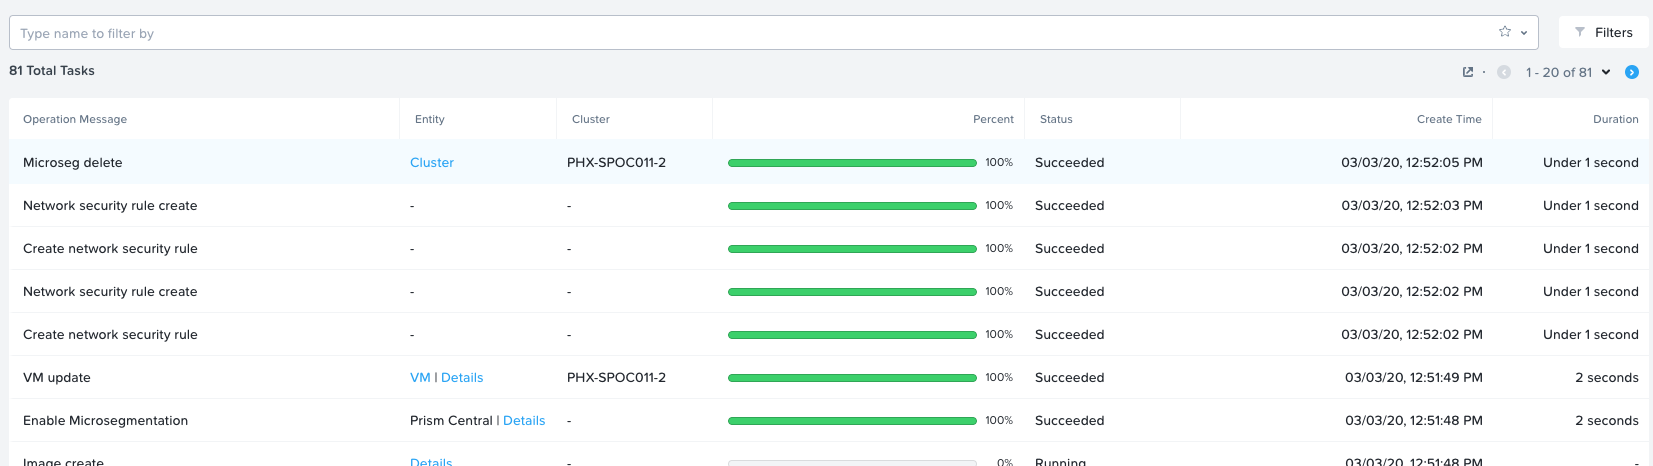 Type name to filter by
Filters
81 Total Tasks
1 - 20 of 81
Operation Message Entity Cluster Percent Status Create Time Duration
Microseg delete Cluster PHX-SPOC011-2 100% Succeeded 03/03/20, 12:52:05 PM Under 1 second
Network security rule create - - 100% Succeeded 03/03/20, 12:52:03 PM Under 1 second
Create network security rule - - 100% Succeeded 03/03/20, 12:52:02 PM Under 1 second
Network security rule create - - 100% Succeeded 03/03/20, 12:52:02 PM Under 1 second
Create network security rule - - 100% Succeeded 03/03/20, 12:52:02 PM Under 1 second
VM update VM | Details PHX-SPOC011-2 100% Succeeded 03/03/20, 12:51:49 PM 2 seconds
Enable Microsegmentation Prism Central | Details - 100% Succeeded 03/03/20, 12:51:48 PM 2 seconds
Image create Details - 0% Running 03/03/20, 12:51:48 PM -